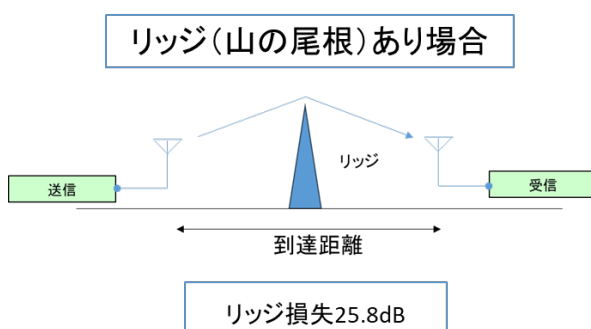 リッジ（山の尾根）あり場合
リッジ
送信
受信
到達距離
リッジ損失25.8dB